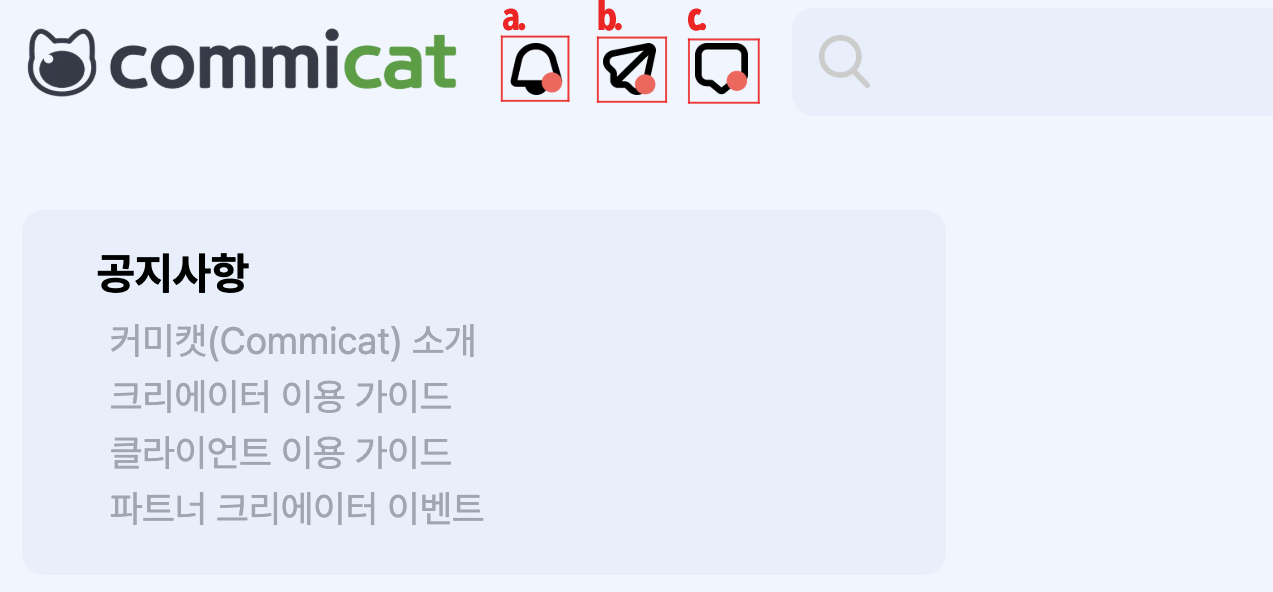 a. b. c.
commicat
공지사항
커미캣(Commicat) 소개
크리에이터 이용 가이드
클라이언트 이용 가이드
파트너 크리에이터 이벤트